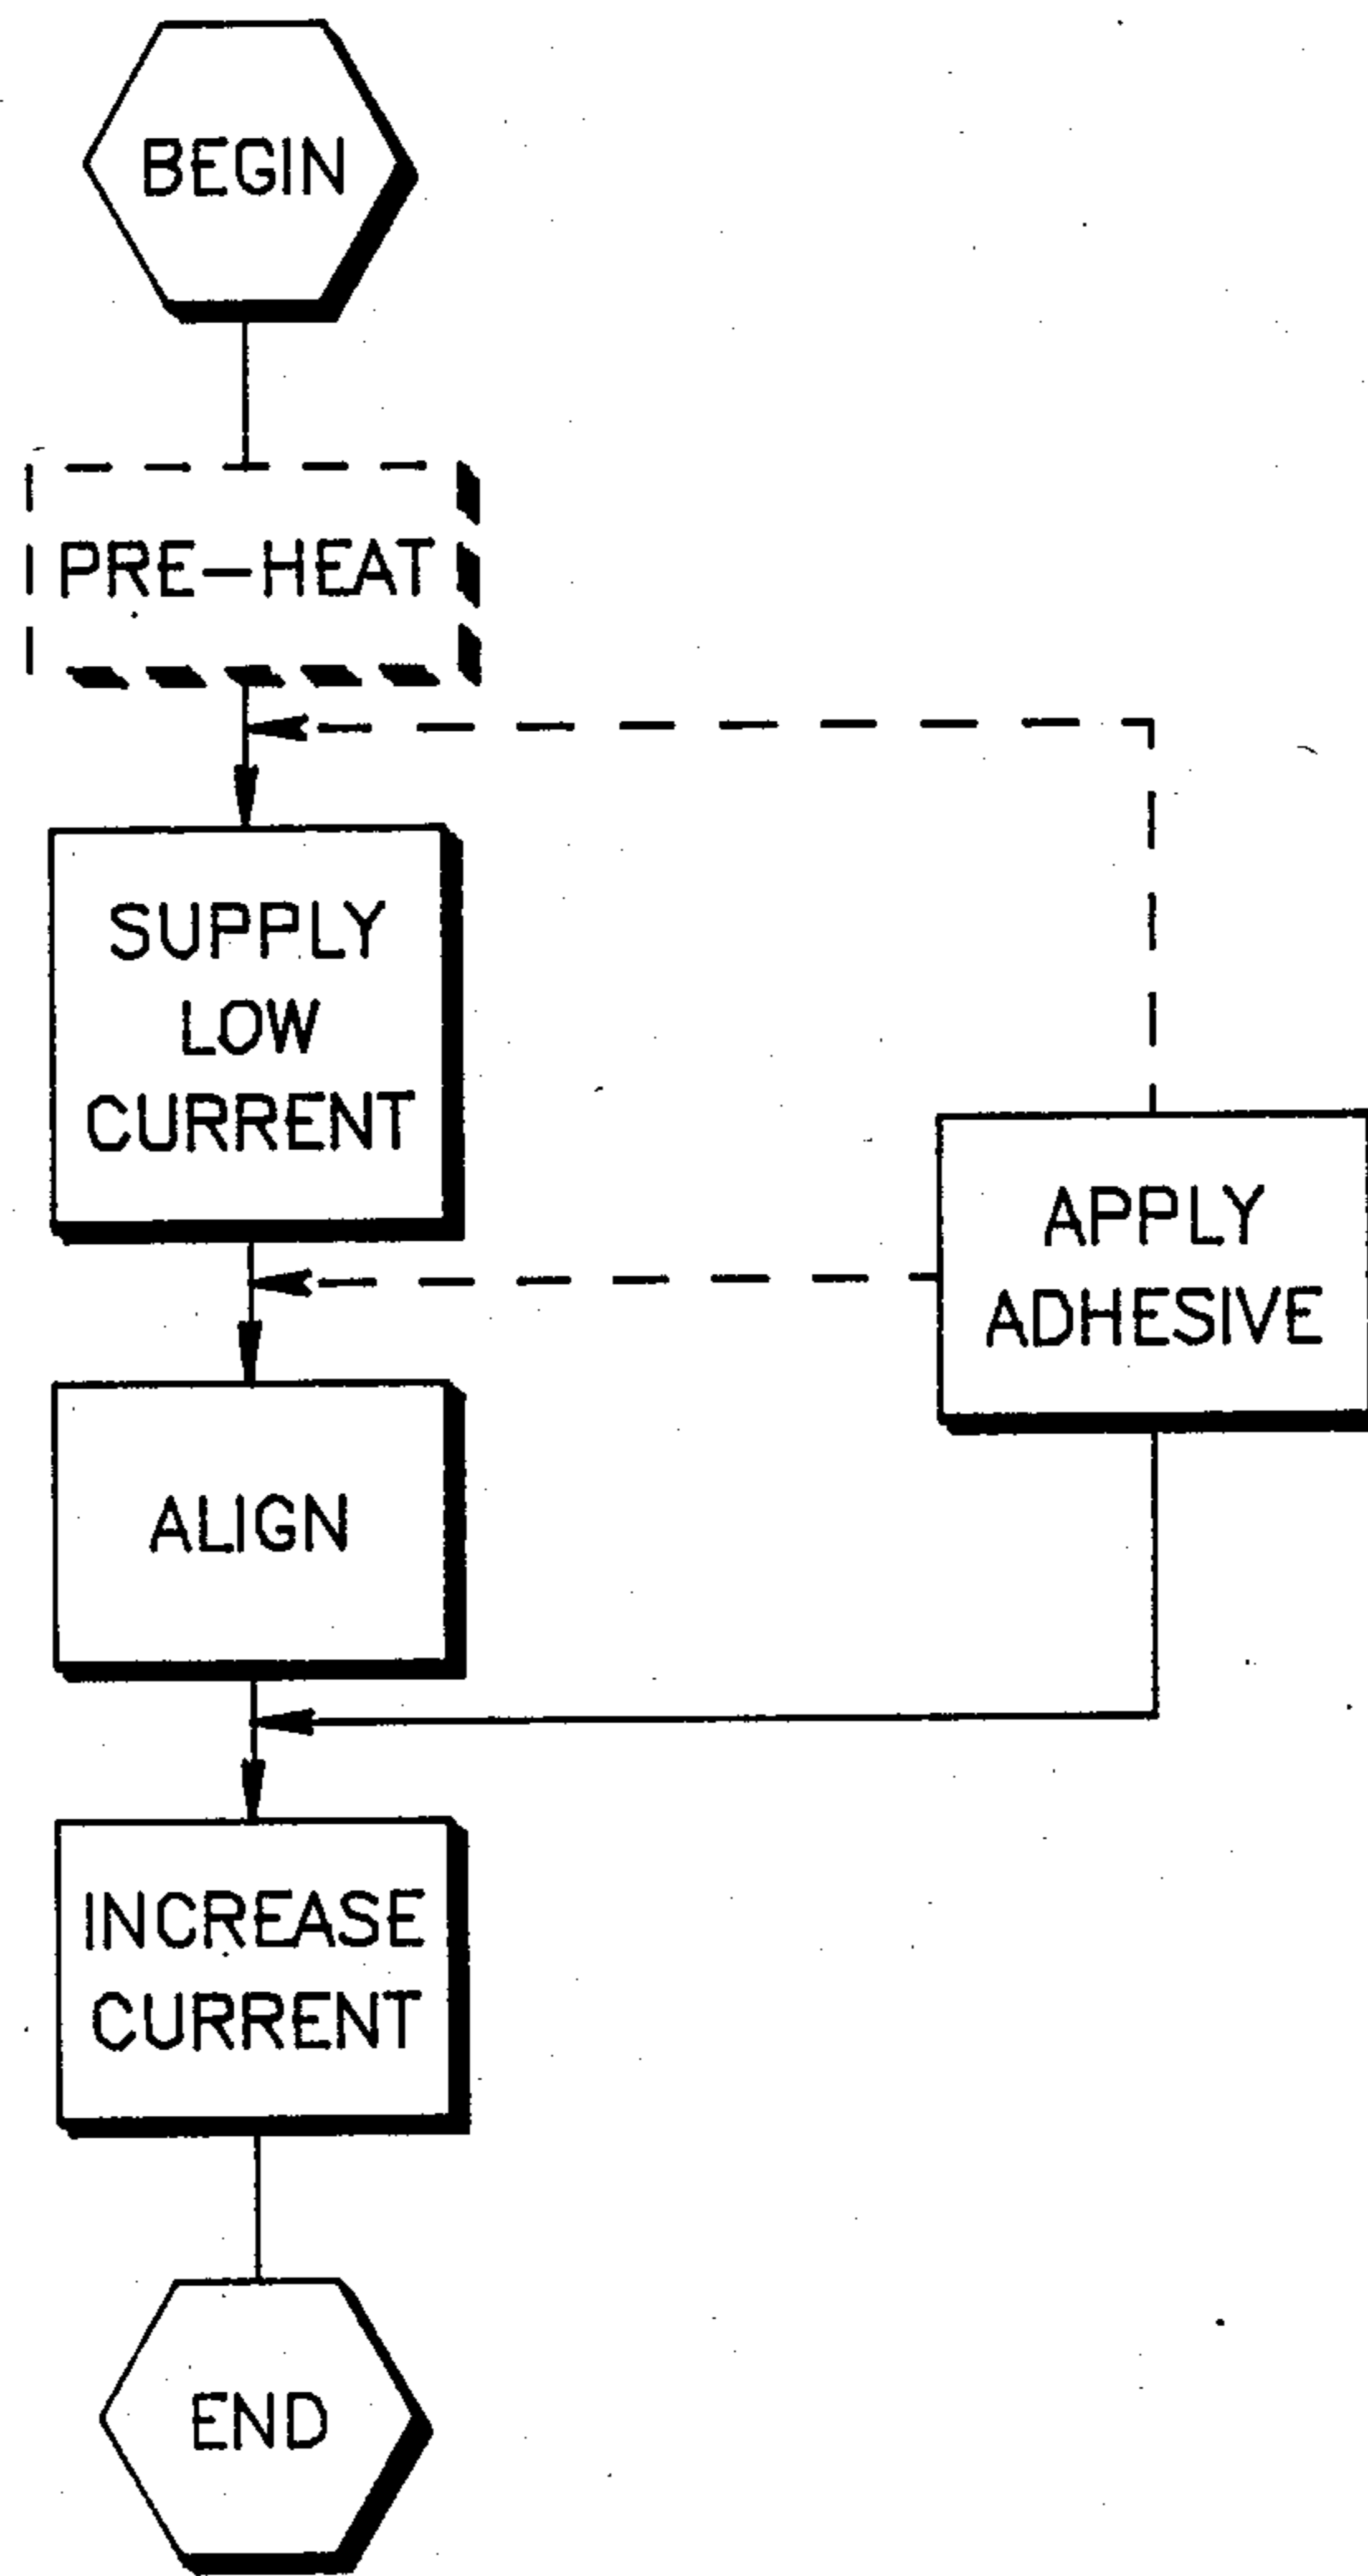 BEGIN
PRE-HEAT
SUPPLY
LOW
CURRENT
APPLY
ADHESIVE
ALIGN
INCREASE
CURRENT
END